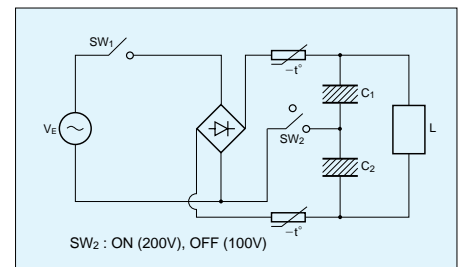 SW1
−t°
C1
VE
SW2
L
C2
−t°
SW2 : ON (200V), OFF (100V)